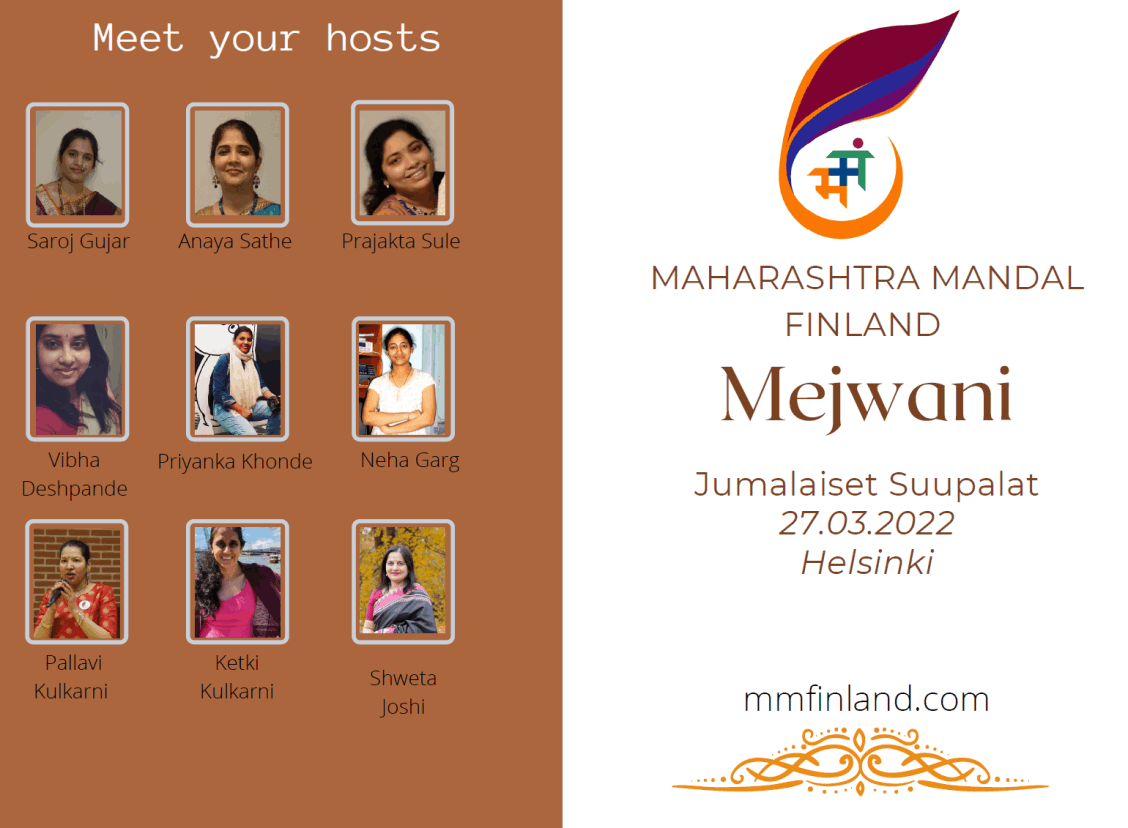 Meet your hosts
Saroj Gujar
Anaya Sathe
Prajakta Sule
Vibha
Deshpande
Priyanka Khonde
Neha Garg
Pallavi
Kulkarni
Ketki
Kulkarni
Shweta
Joshi
ममं
MAHARASHTRA MANDAL
FINLAND
Mejwani
Jumalaiset Suupalat
27.03.2022
Helsinki
mmfinland.com